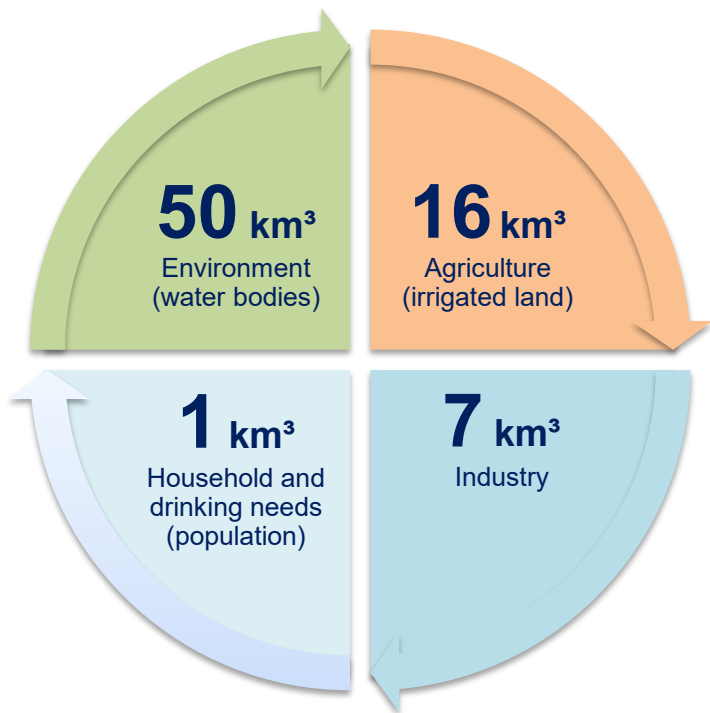 50 km³
Environment
(water bodies)
16 km³
Agriculture
(irrigated land)
1 km³
Household and
drinking needs
(population)
7 km³
Industry